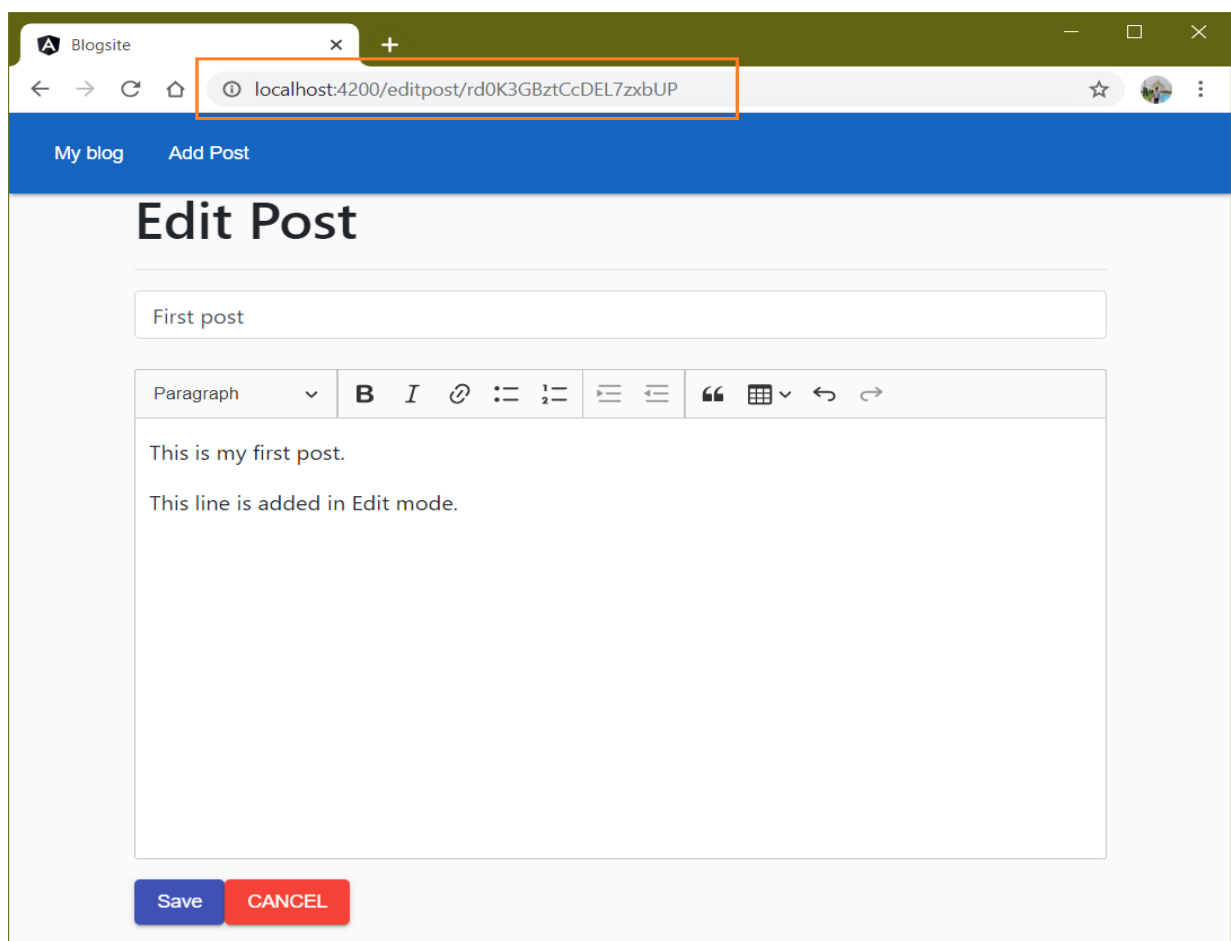 Blogsite
localhost:4200/editpost/rd0K3GBztCcDEL7zxbUP
My blog Add Post
Edit Post
First post
Paragraph
This is my first post.
This line is added in Edit mode.
Save CANCEL